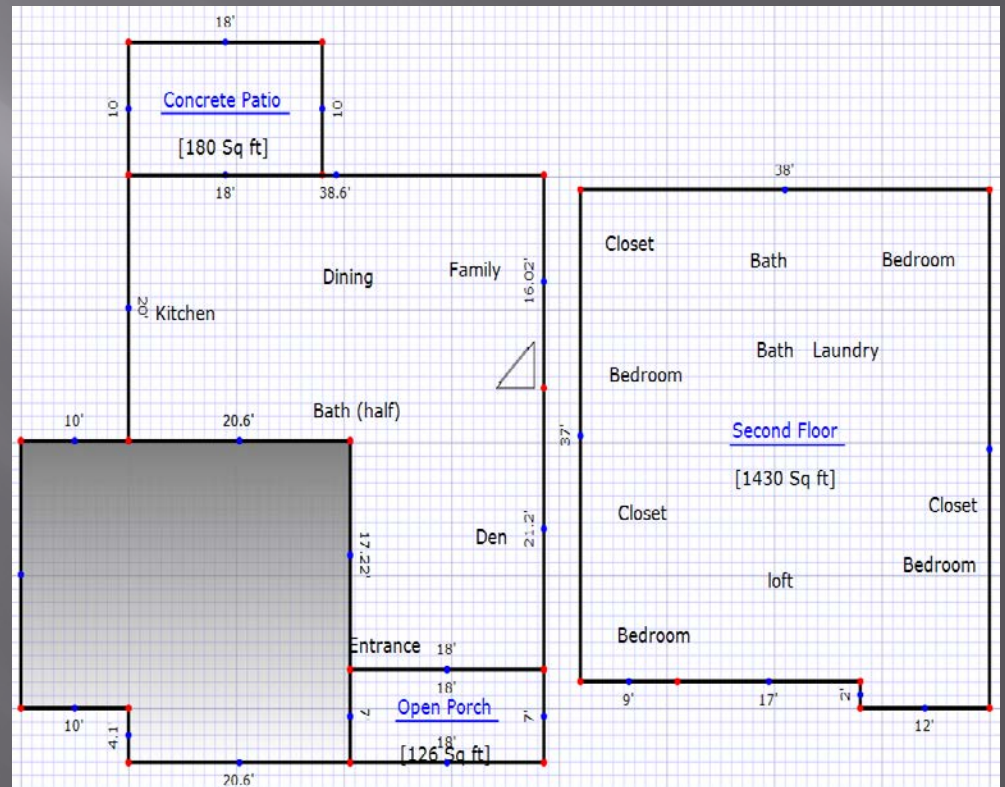 18'
10'
Concrete Patio
10'
[180 Sq ft]
18'
38.6'
38'
Closet
Bath
Bedroom
Dining
Family
16.02'
20'
Kitchen
Bath
Laundry
Bedroom
Bath (half)
10'
20.6'
37'
Second Floor
[1430 Sq ft]
Closet
Closet
Den
21.2'
17.22'
Bedroom
loft
Bedroom
Entrance
18'
18'
9'
17'
2'
12'
Open Porch
7'
7'
10'
4.1'
18'
[126 Sq ft]
20.6'